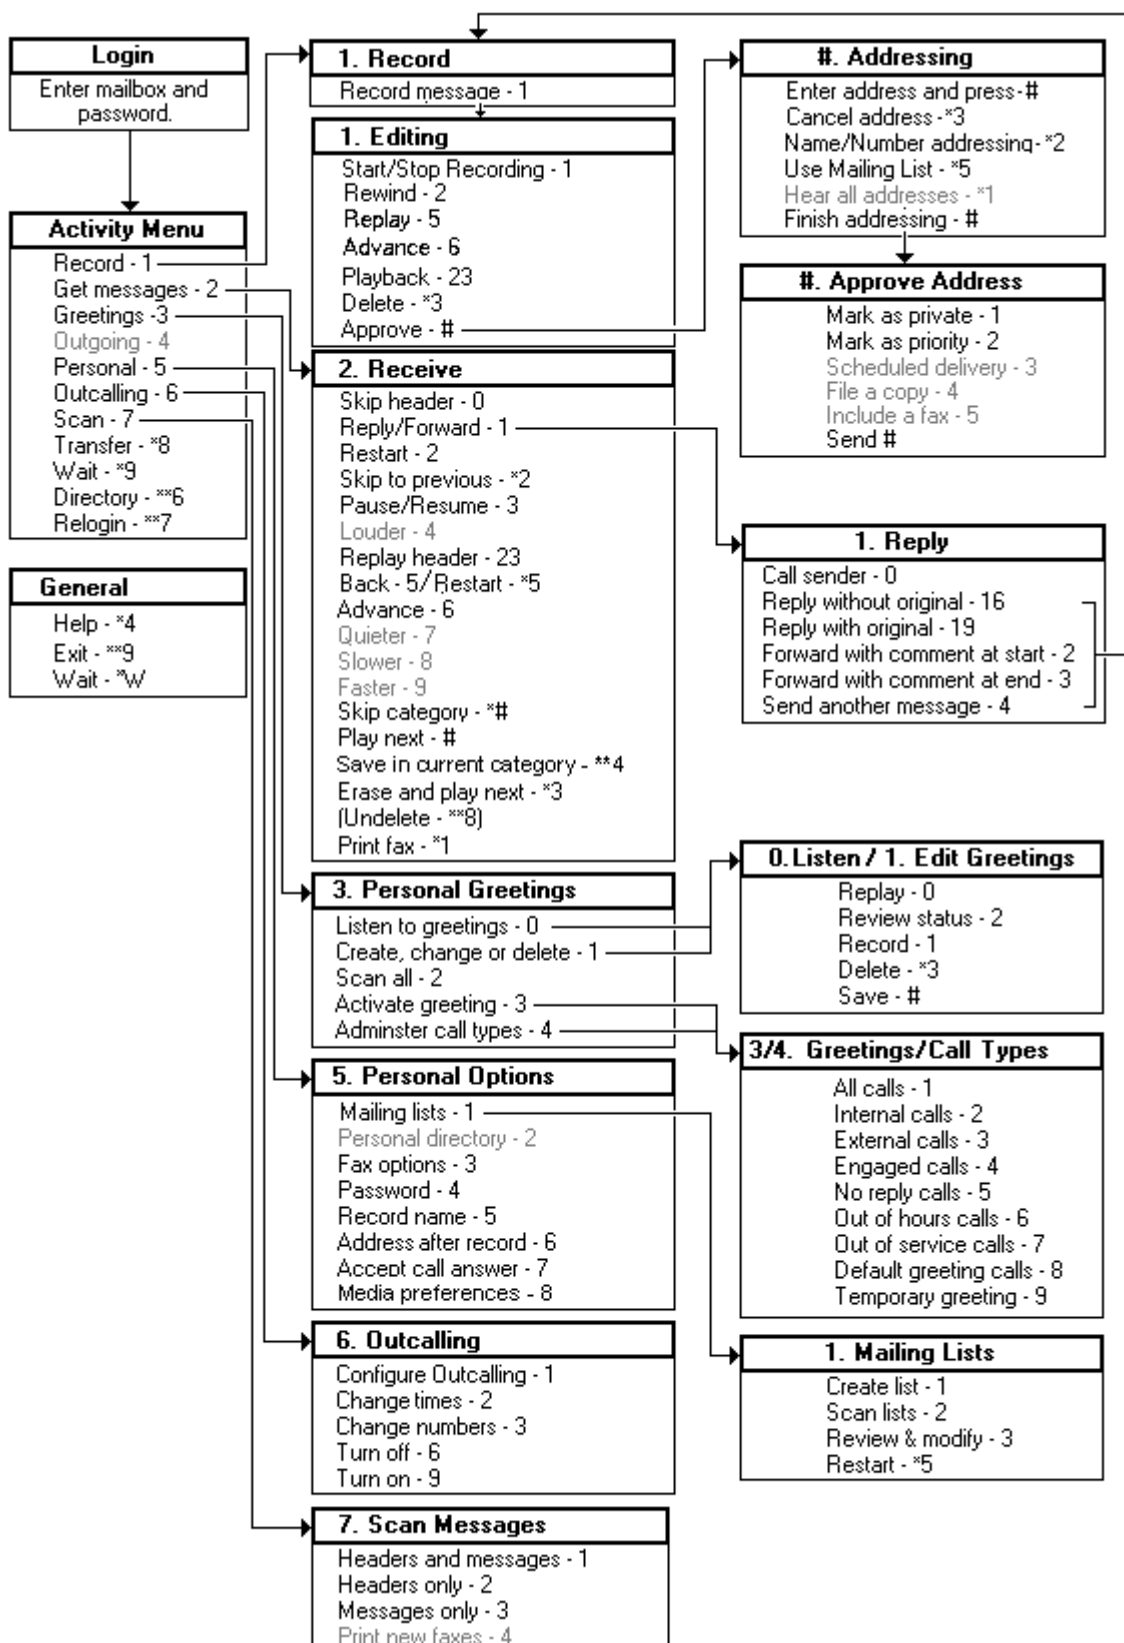 Login
Enter mailbox and
password.
Activity Menu
Record - 1
Get messages - 2
Greetings -3
Outgoing - 4
Personal - 5
Outcalling - 6
Scan - 7
Transfer - *8
Wait - *9
Directory - **6
Relogin - **7
General
Help - *4
Exit - **9
Wait - *W
1. Record
Record message - 1
1. Editing
Start/Stop Recording - 1
Rewind - 2
Replay - 5
Advance - 6
Playback - 23
Delete - *3
Approve - #
2. Receive
Skip header - 0
Reply/Forward - 1
Restart - 2
Skip to previous - *2
Pause/Resume - 3
Louder - 4
Replay header - 23
Back - 5/Restart - *5
Advance - 6
Quieter - 7
Slower - 8
Faster - 9
Skip category - *#
Play next - #
Save in current category - **4
Erase and play next - *3
(Undelete - **8)
Print fax - *1
3. Personal Greetings
Listen to greetings - 0
Create, change or delete - 1
Scan all - 2
Activate greeting - 3
Adminster call types - 4
5. Personal Options
Mailing lists - 1
Personal directory - 2
Fax options - 3
Password - 4
Record name - 5
Address after record - 6
Accept call answer - 7
Media preferences - 8
6. Outcalling
Configure Outcalling - 1
Change times - 2
Change numbers - 3
Turn off - 6
Turn on - 9
7. Scan Messages
Headers and messages - 1
Headers only - 2
Messages only - 3
Print new faxes - 4
#. Addressing
Enter address and press-#
Cancel address -*3
Name/Number addressing-*2
Use Mailing List - *5
Hear all addresses - *1
Finish addressing - #
#. Approve Address
Mark as private - 1
Mark as priority - 2
Scheduled delivery - 3
File a copy - 4
Include a fax - 5
Send #
1. Reply
Call sender - 0
Reply without original - 16
Reply with original - 19
Forward with comment at start - 2
Forward with comment at end - 3
Send another message - 4
0.Listen / 1. Edit Greetings
Replay - 0
Review status - 2
Record - 1
Delete - *3
Save - #
3/4. Greetings/Call Types
All calls - 1
Internal calls - 2
External calls - 3
Engaged calls - 4
No reply calls - 5
Out of hours calls - 6
Out of service calls - 7
Default greeting calls - 8
Temporary greeting - 9
1. Mailing Lists
Create list - 1
Scan lists - 2
Review & modify - 3
Restart - *5